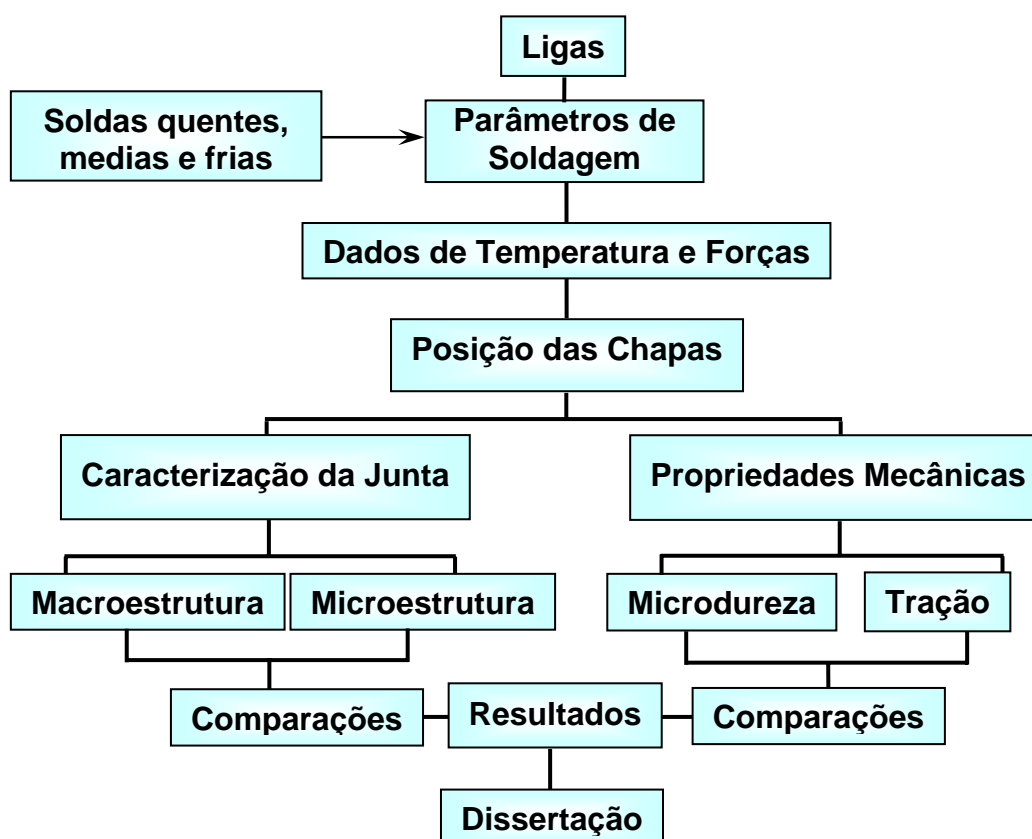 Ligas
Soldas quentes,
medias e frias
Parâmetros de
Soldagem
Dados de Temperatura e Forças
Posição das Chapas
Caracterização da Junta
Propriedades Mecânicas
Macroestrutura
Microestrutura
Microdureza
Tração
Comparações
Resultados
Comparações
Dissertação